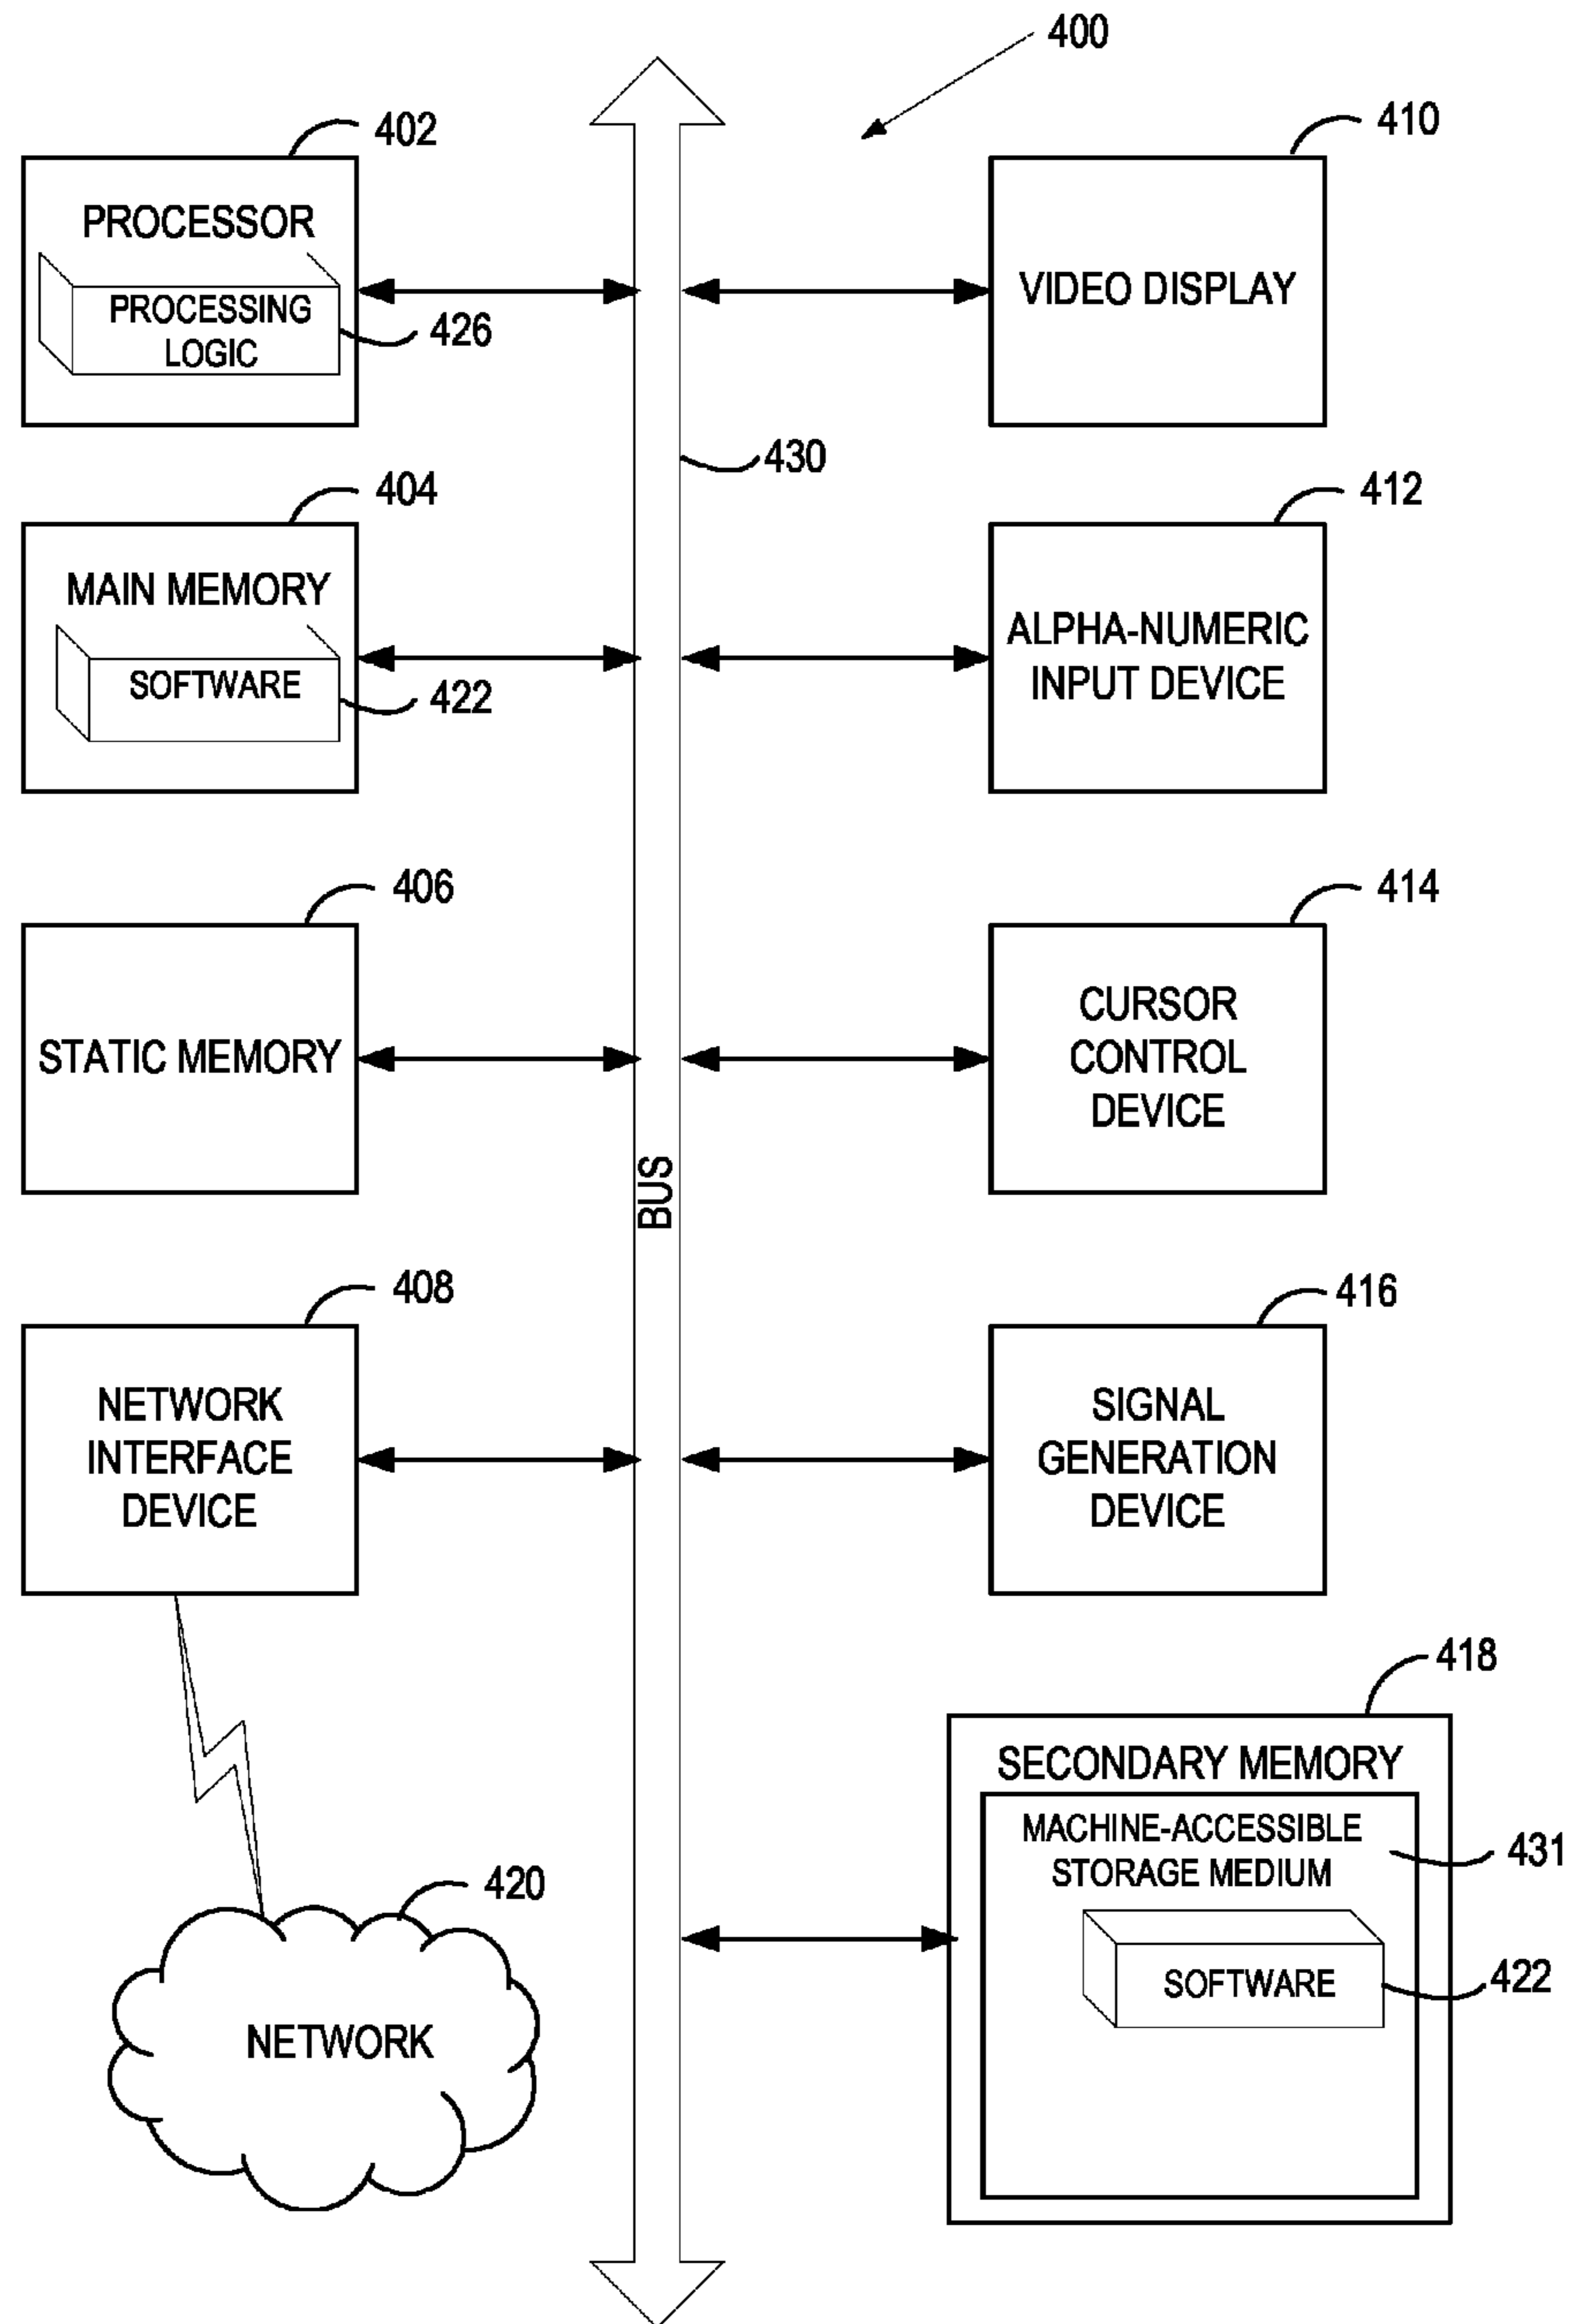 400
402
PROCESSOR
PROCESSING
LOGIC
426
410
VIDEO DISPLAY
430
404
MAIN MEMORY
SOFTWARE
422
412
ALPHA-NUMERIC
INPUT DEVICE
406
STATIC MEMORY
414
CURSOR
CONTROL
DEVICE
BUS
408
NETWORK
INTERFACE
DEVICE
416
SIGNAL
GENERATION
DEVICE
418
SECONDARY MEMORY
MACHINE-ACCESSIBLE
STORAGE MEDIUM
431
SOFTWARE
422
420
NETWORK